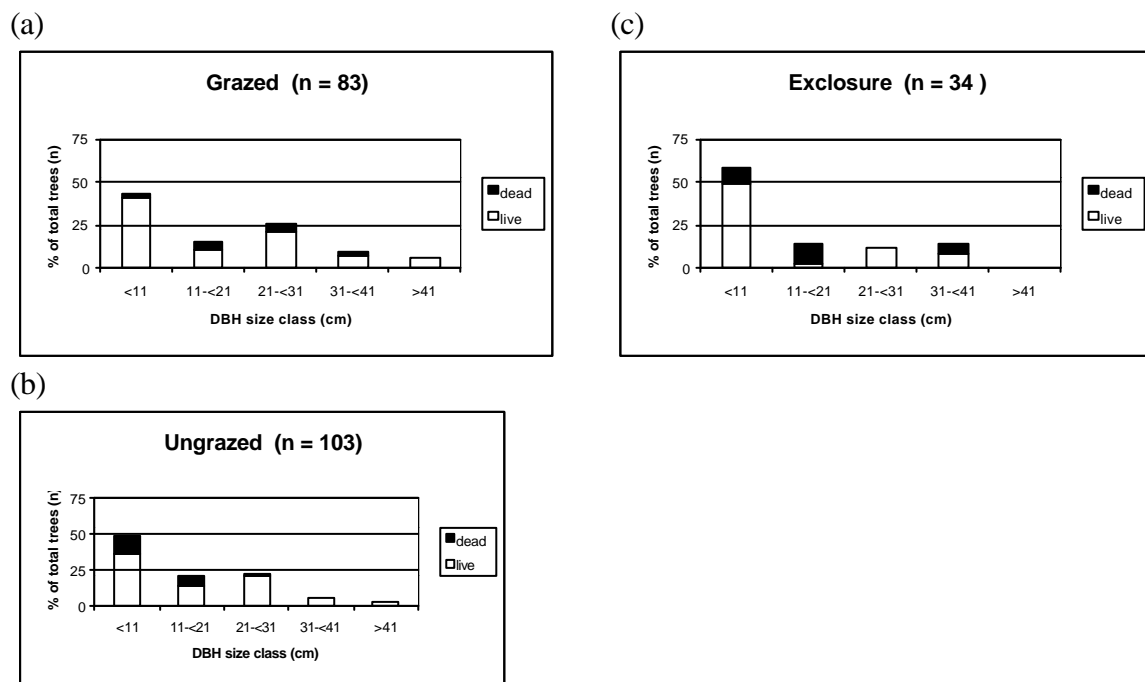 (a)
Grazed (n = 83)
% of total trees (n)
75
50
25
0
<11 11-<21 21-<31 31-<41 >41
DBH size class (cm)
dead
live
(c)
Exclosure (n = 34 )
% of total trees (n)
75
50
25
0
<11 11-<21 21-<31 31-<41 >41
DBH size class (cm)
dead
live
(b)
Ungrazed (n = 103)
% of total trees (n
75
50
25
0
<11 11-<21 21-<31 31-<41 >41
DBH size class (cm)
dead
live